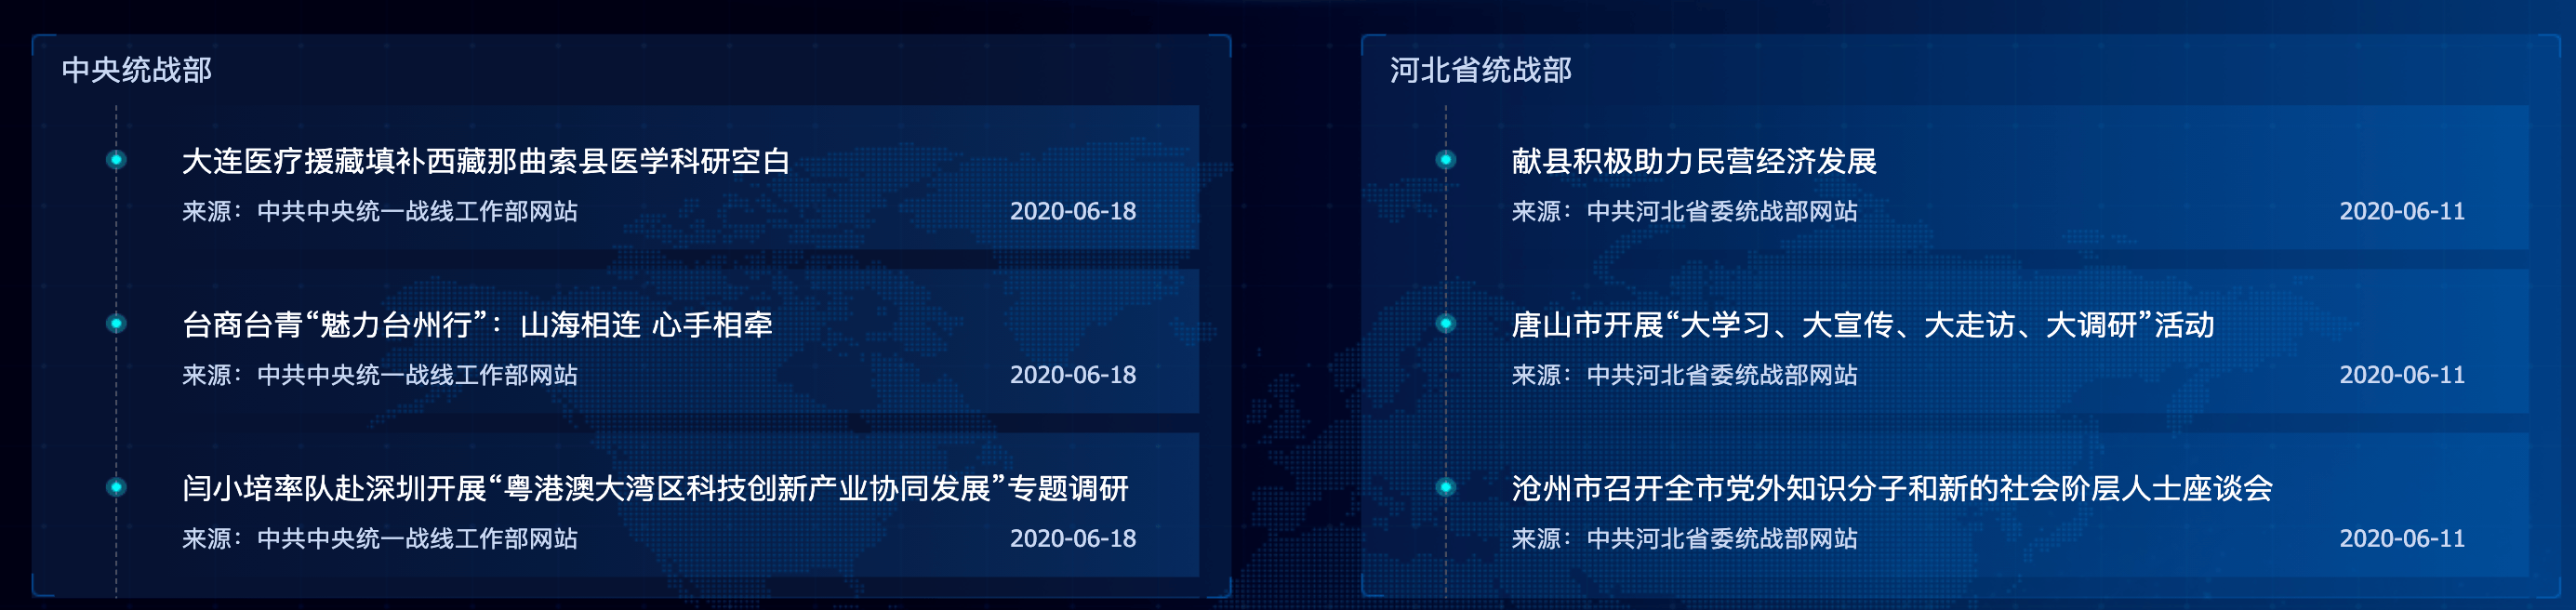 中央统战部
大连医疗援藏填补西藏那曲索县医学科研空白
来源：中共中央统一战线工作部网站
2020-06-18
台商台青“魅力台州行”：山海相连 心手相牵
来源：中共中央统一战线工作部网站
2020-06-18
闫小培率队赴深圳开展“粤港澳大湾区科技创新产业协同发展”专题调研
来源：中共中央统一战线工作部网站
2020-06-18
河北省统战部
献县积极助力民营经济发展
来源：中共河北省委统战部网站
2020-06-11
唐山市开展“大学习、大宣传、大走访、大调研”活动
来源：中共河北省委统战部网站
2020-06-11
沧州市召开全市党外知识分子和新的社会阶层人士座谈会
来源：中共河北省委统战部网站
2020-06-11